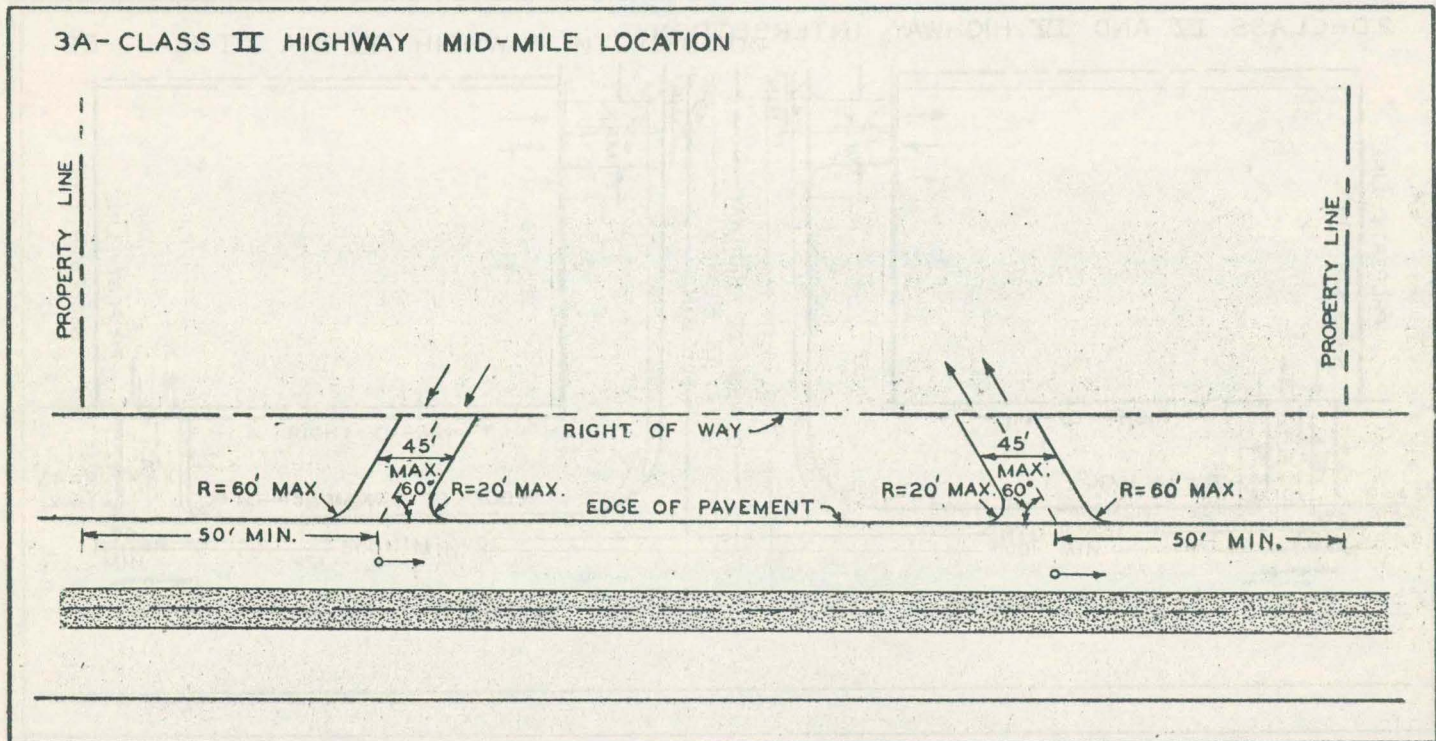 3A- CLASS II HIGHWAY MID-MILE LOCATION
PROPERTY LINE
PROPERTY LINE
RIGHT OF WAY
45'
MAX.
60°
R=60' MAX.
R=20' MAX.
45'
MAX.
60°
R=20' MAX.
R=60' MAX.
EDGE OF PAVEMENT
50' MIN.
50' MIN.